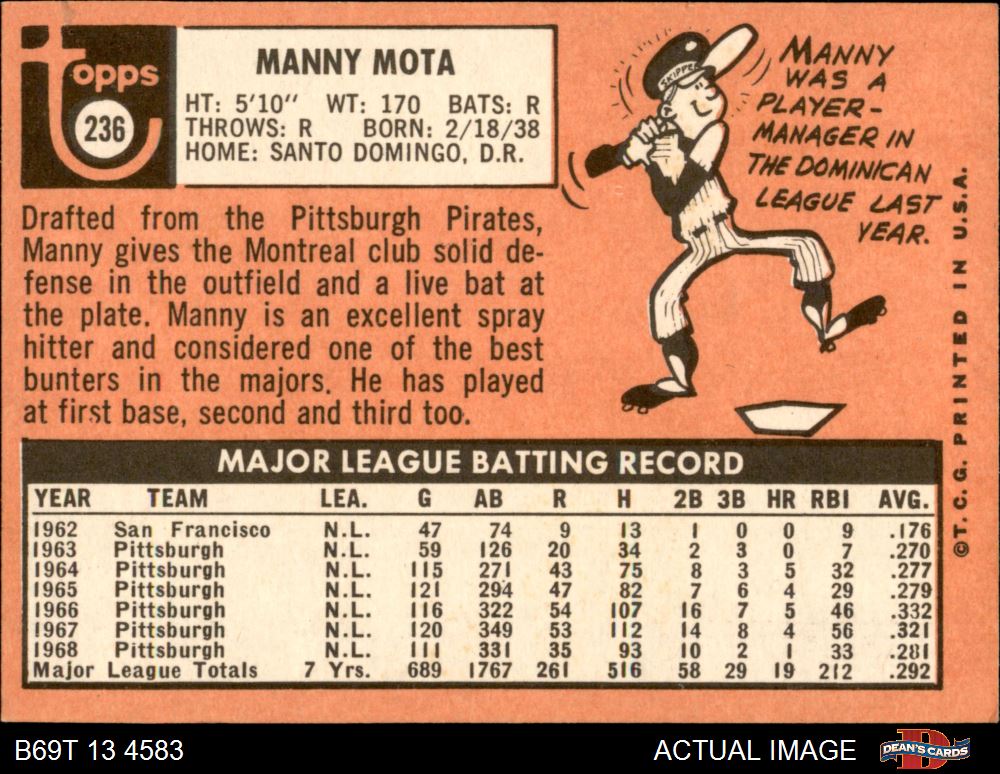 Topps
236
MANNY MOTA
HT: 5'10" WT: 170 BATS: R
THROWS: R BORN: 2/18/38
HOME: SANTO DOMINGO, D.R.
SKIPPER
MANNY
WAS A
PLAYER-
MANAGER IN
THE DOMINICAN
LEAGUE LAST
YEAR.
Drafted from the Pittsburgh Pirates,
Manny gives the Montreal club solid de-
fense in the outfield and a live bat at
the plate. Manny is an excellent spray
hitter and considered one of the best
bunters in the majors. He has played
at first base, second and third too.
MAJOR LEAGUE BATTING RECORD
YEAR TEAM LEA. G AB R H 2B 3B HR RBI AVG.
1962 San Francisco N.L. 47 74 9 13 1 0 0 9 .176
1963 Pittsburgh N.L. 59 126 20 34 2 3 0 7 .270
1964 Pittsburgh N.L. 115 271 43 75 8 3 5 32 .277
1965 Pittsburgh N.L. 121 294 47 82 7 6 4 29 .279
1966 Pittsburgh N.L. 116 322 54 107 16 7 5 46 .332
1967 Pittsburgh N.L. 120 349 53 112 14 8 4 56 .321
1968 Pittsburgh N.L. 111 331 35 93 10 2 1 33 .281
Major League Totals 7 Yrs. 689 1767 261 516 58 29 19 212 .292
©T. C. G. PRINTED IN U.S.A.
B69T 13 4583
ACTUAL IMAGE
DEAN'S CARDS